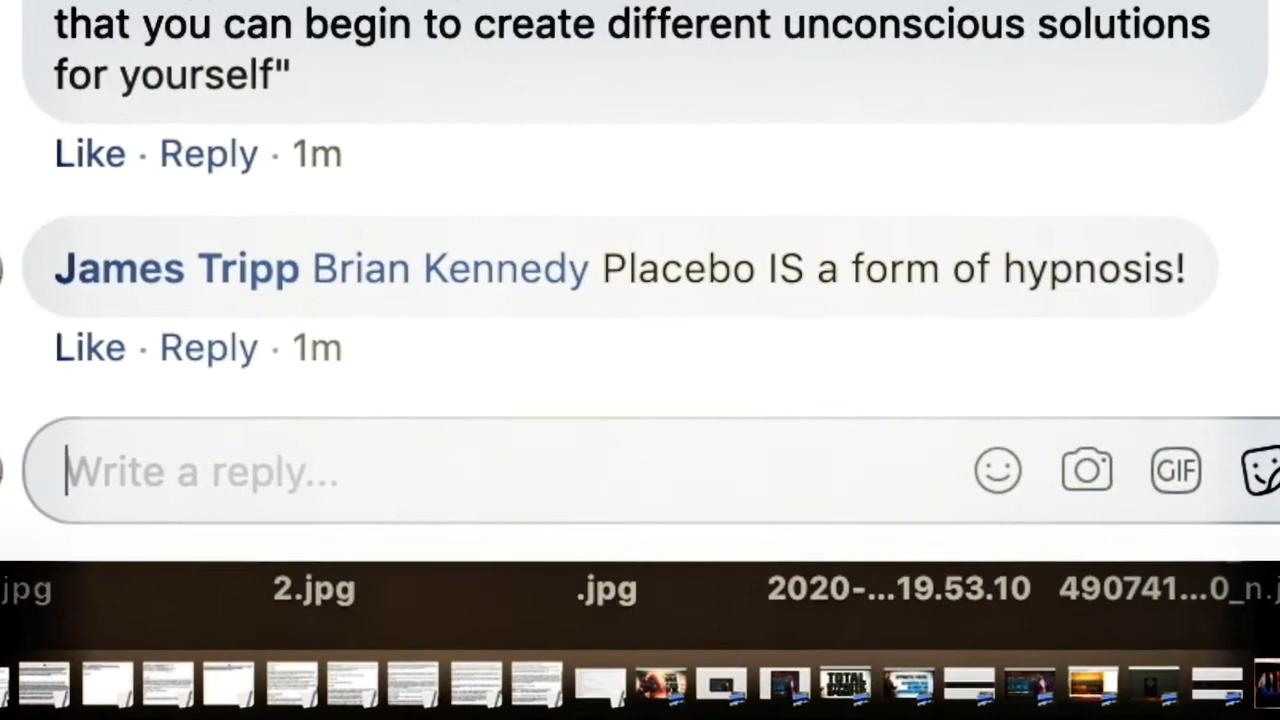 that you can begin to create different unconscious solutions
for yourself"
Like · Reply · 1m
James Tripp Brian Kennedy Placebo IS a form of hypnosis!
Like · Reply · 1m
Write a reply...
GIF
jpg 2.jpg .jpg 2020-...19.53.10 490741...0_n.j
TOTAL